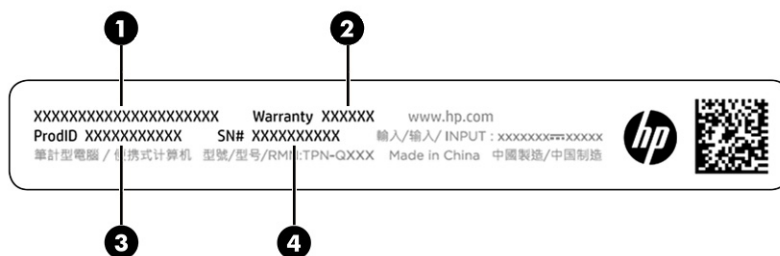 1
2
XXXXXXXXXXXXXXXXXXXXX Warranty XXXXXX www.hp.com
ProdID XXXXXXXXXXX SN# XXXXXXXXXX 輸入/输入/ INPUT : XXXXXXX⎓XXXXX hp
筆計型電腦 / 便携式计算机 型號/型号/RMN:TPN-QXXX Made in China 中國製造/中国制造
3
4